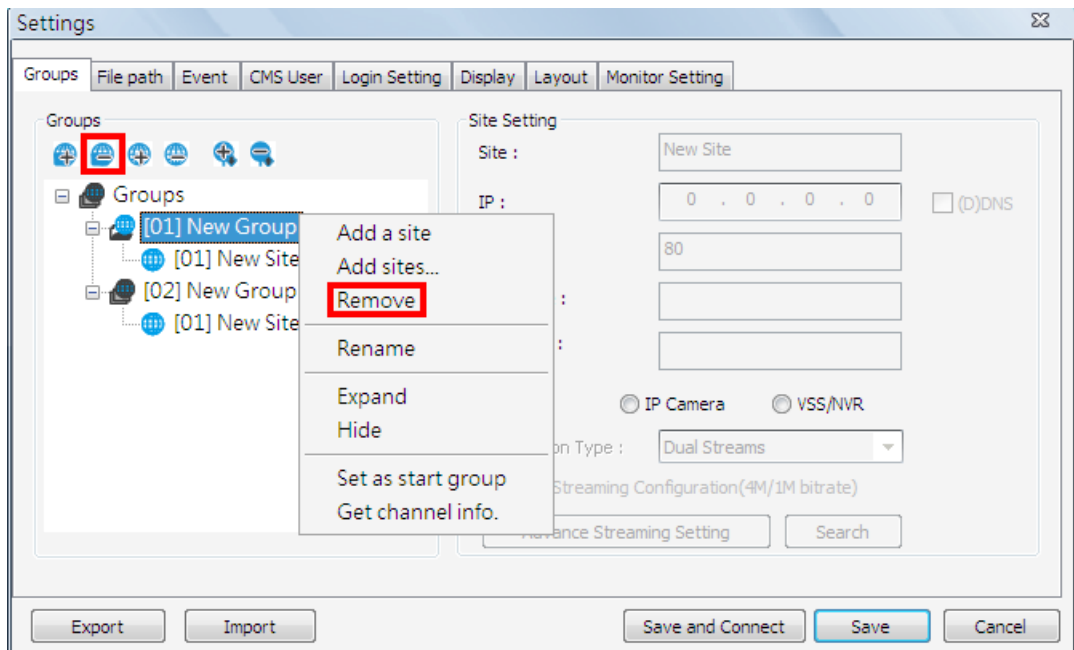 Settings
Groups File path Event CMS User Login Setting Display Layout Monitor Setting
Groups
Groups
[01] New Group
[01] New Site
[02] New Group
[01] New Site
Add a site
Add sites...
Remove
Rename
Expand
Hide
Set as start group
Get channel info.
Site Setting
Site : New Site
IP : 0 . 0 . 0 . 0 (D)DNS
80
:
:
IP Camera VSS/NVR
Type : Dual Streams
Streaming Configuration(4M/1M bitrate)
Streaming Setting Search
Export Import Save and Connect Save Cancel